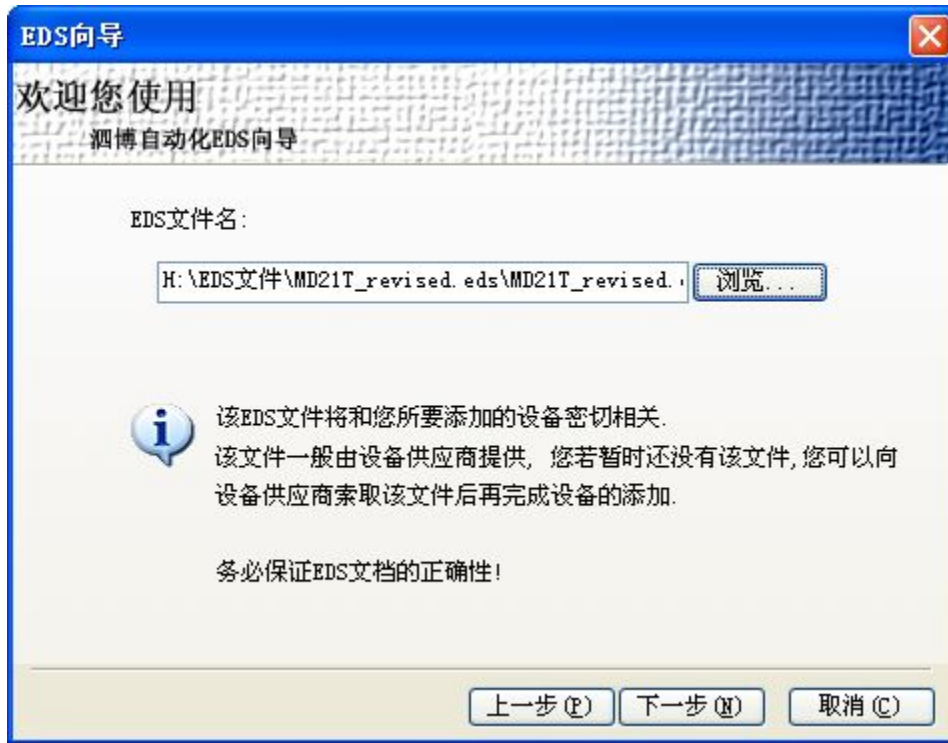 EDS向导
欢迎您使用
泗博自动化EDS向导
EDS文件名:
H:\EDS文件\MD21T_revised.eds\MD21T_revised.
浏览...
该EDS文件将和您所要添加的设备密切相关.
该文件一般由设备供应商提供, 您若暂时还没有该文件,您可以向
设备供应商索取该文件后再完成设备的添加.
务必保证EDS文档的正确性!
上一步(P) 下一步(N) 取消(C)